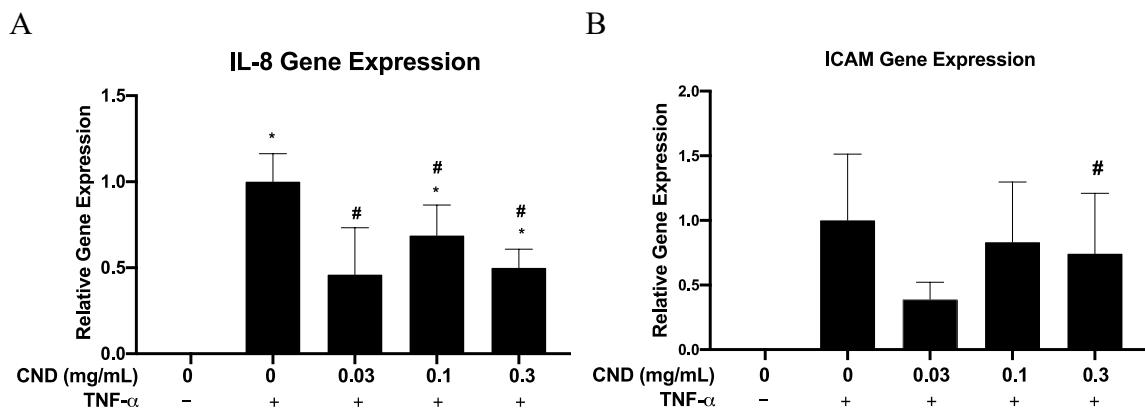 A
IL-8 Gene Expression
Relative Gene Expression
1.5
1.0
0.5
0.0
* # # * # *
CND (mg/mL) 0 0 0.03 0.1 0.3
TNF-α − + + + +
B
ICAM Gene Expression
Relative Gene Expression
2.0
1.5
1.0
0.5
0.0
#
CND (mg/mL) 0 0 0.03 0.1 0.3
TNF-α − + + + +